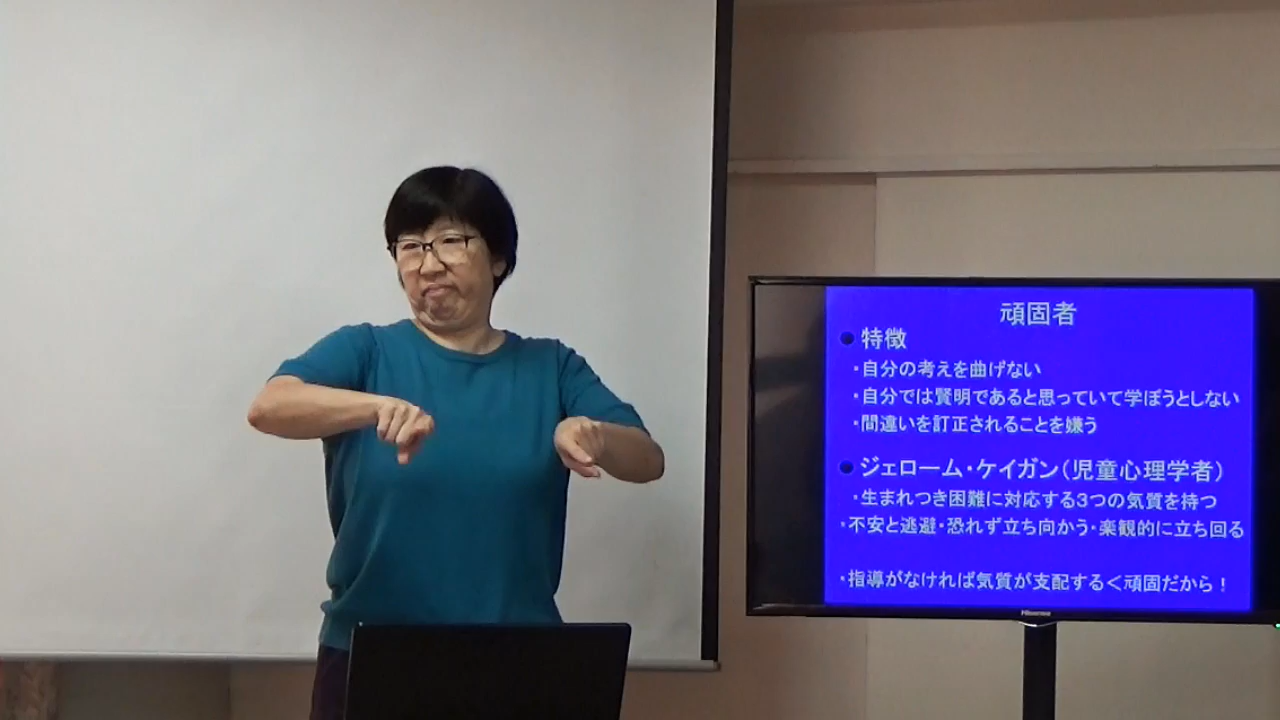 頑固者
● 特徴
・自分の考えを曲げない
・自分では賢明であると思っていて学ぼうとしない
・間違いを訂正されることを嫌う
● ジェローム・ケイガン（児童心理学者）
・生まれつき困難に対応する３つの気質を持つ
・不安と逃避・恐れず立ち向かう・楽観的に立ち回る
・指導がなければ気質が支配する＜頑固だから！
Hisense